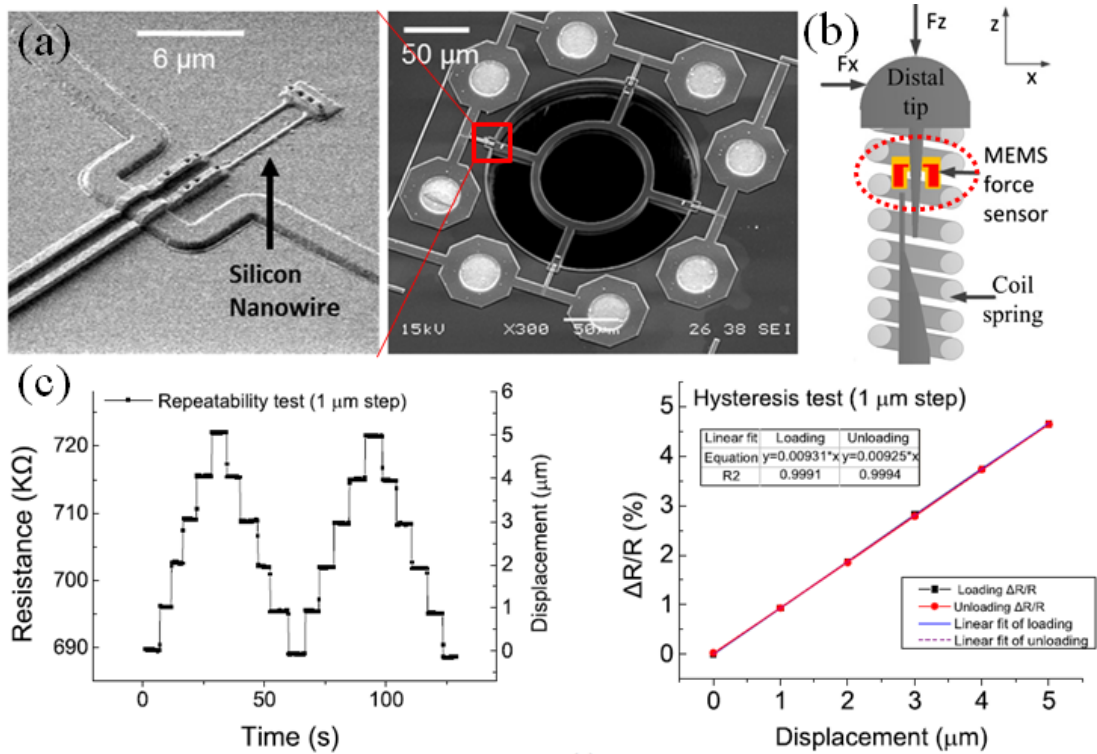 (a)
6 μm
Silicon
Nanowire
50 μm
15kV X300 50μm 26 38 SEI
(b)
Fz
Fx
z
x
Distal
tip
MEMS
force
sensor
Coil
spring
(c)
Repeatability test (1 μm step)
Resistance (KΩ)
720
710
700
690
Displacement (μm)
6
5
4
3
2
1
0
0 50 100
Time (s)
Hysteresis test (1 μm step)
Linear fit Loading Unloading
Equation y=0.00931*x y=0.00925*x
R2 0.9991 0.9994
ΔR/R (%)
5
4
3
2
1
0
Loading ΔR/R
Unloading ΔR/R
Linear fit of loading
Linear fit of unloading
0 1 2 3 4 5
Displacement (μm)